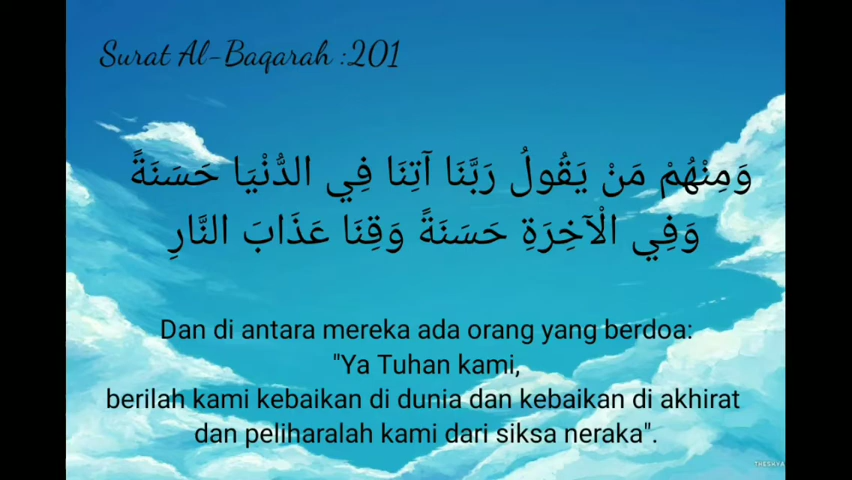 Surat Al-Baqarah :201
وَمِنْهُمْ مَنْ يَقُولُ رَبَّنَا آتِنَا فِي الدُّنْيَا حَسَنَةً
وَفِي الْآخِرَةِ حَسَنَةً وَقِنَا عَذَابَ النَّارِ
Dan di antara mereka ada orang yang berdoa:
"Ya Tuhan kami,
berilah kami kebaikan di dunia dan kebaikan di akhirat
dan peliharalah kami dari siksa neraka".